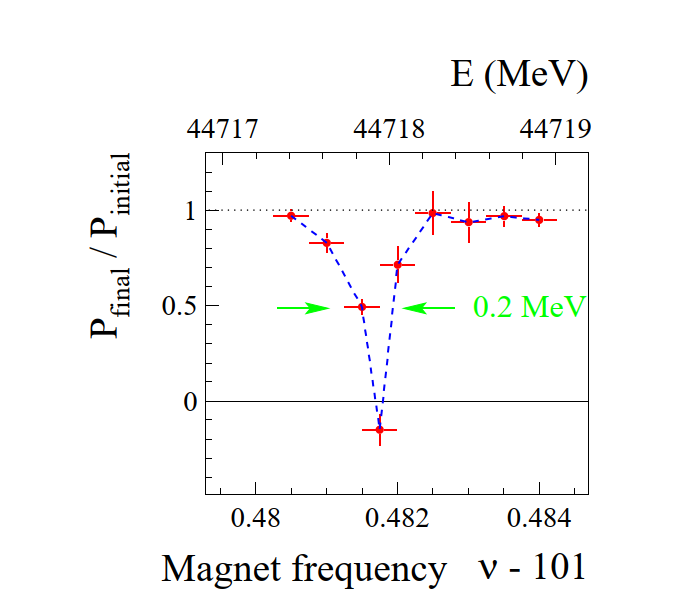 E (MeV)
44717 44718 44719
P_final / P_initial
1
0.5
0
0.2 MeV
0.48 0.482 0.484
Magnet frequency ν - 101